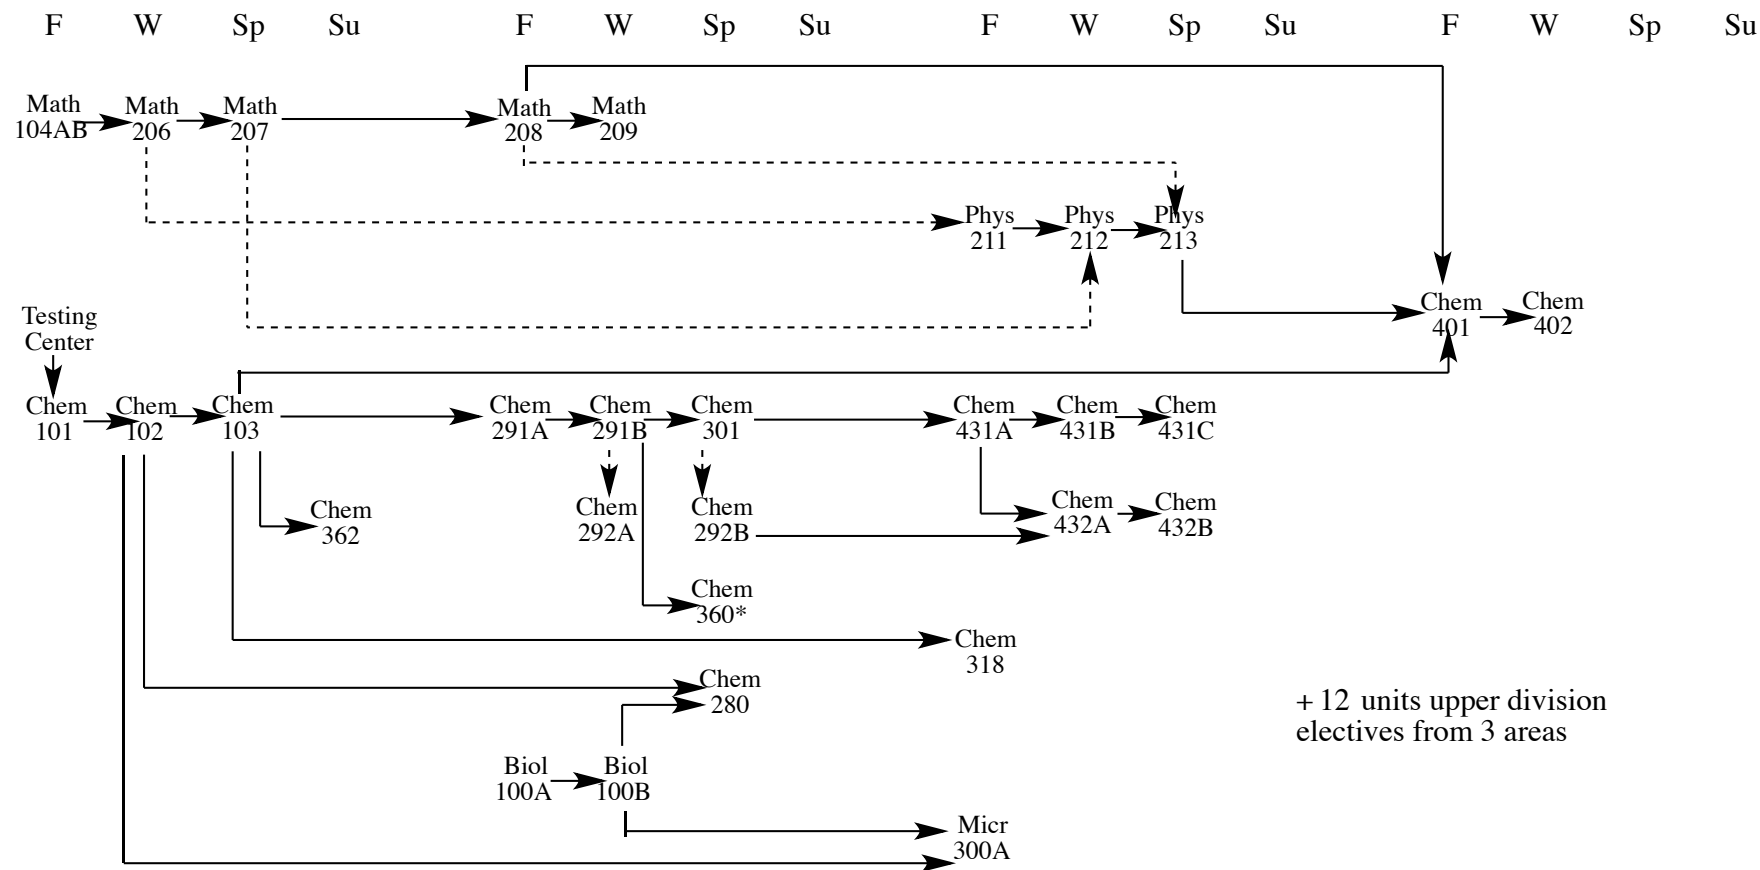 F W Sp Su F W Sp Su F W Sp Su F W Sp Su
Math Math Math Math Math
104AB 206 207 208 209
Phys Phys Phys
211 212 213
Testing
Center
Chem Chem
401 402
Chem Chem Chem Chem Chem Chem Chem Chem Chem
101 102 103 291A 291B 301 431A 431B 431C
Chem Chem Chem Chem Chem
362 292A 292B 432A 432B
Chem
360*
Chem
318
Chem
280
+ 12 units upper division
electives from 3 areas
Biol Biol
100A 100B
Micr
300A